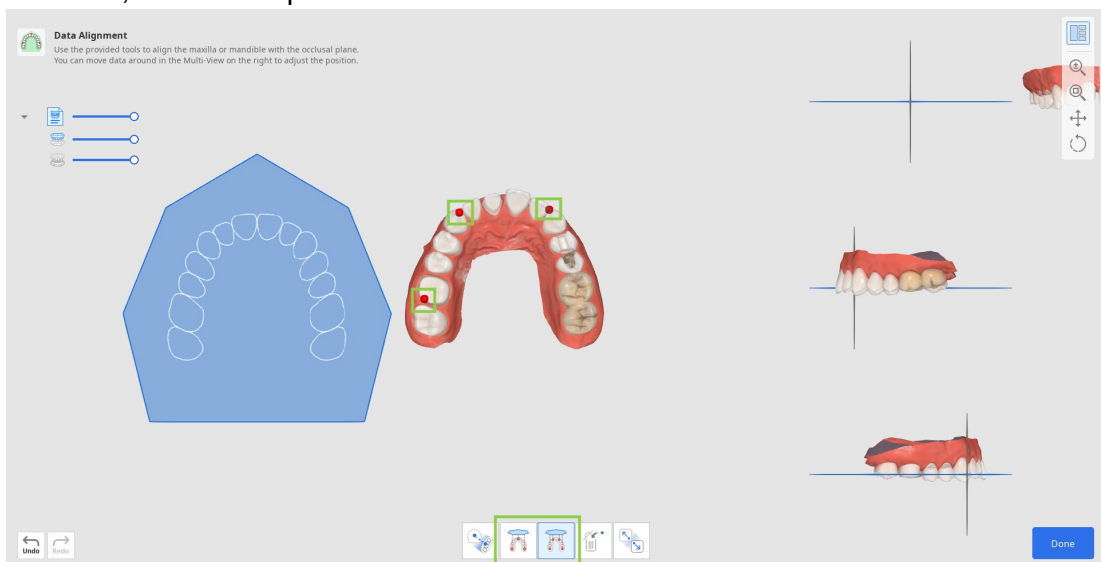 Data Alignment
Use the provided tools to align the maxilla or mandible with the occlusal plane.
You can move data around in the Multi-View on the right to adjust the position.
Undo
Redo
Done